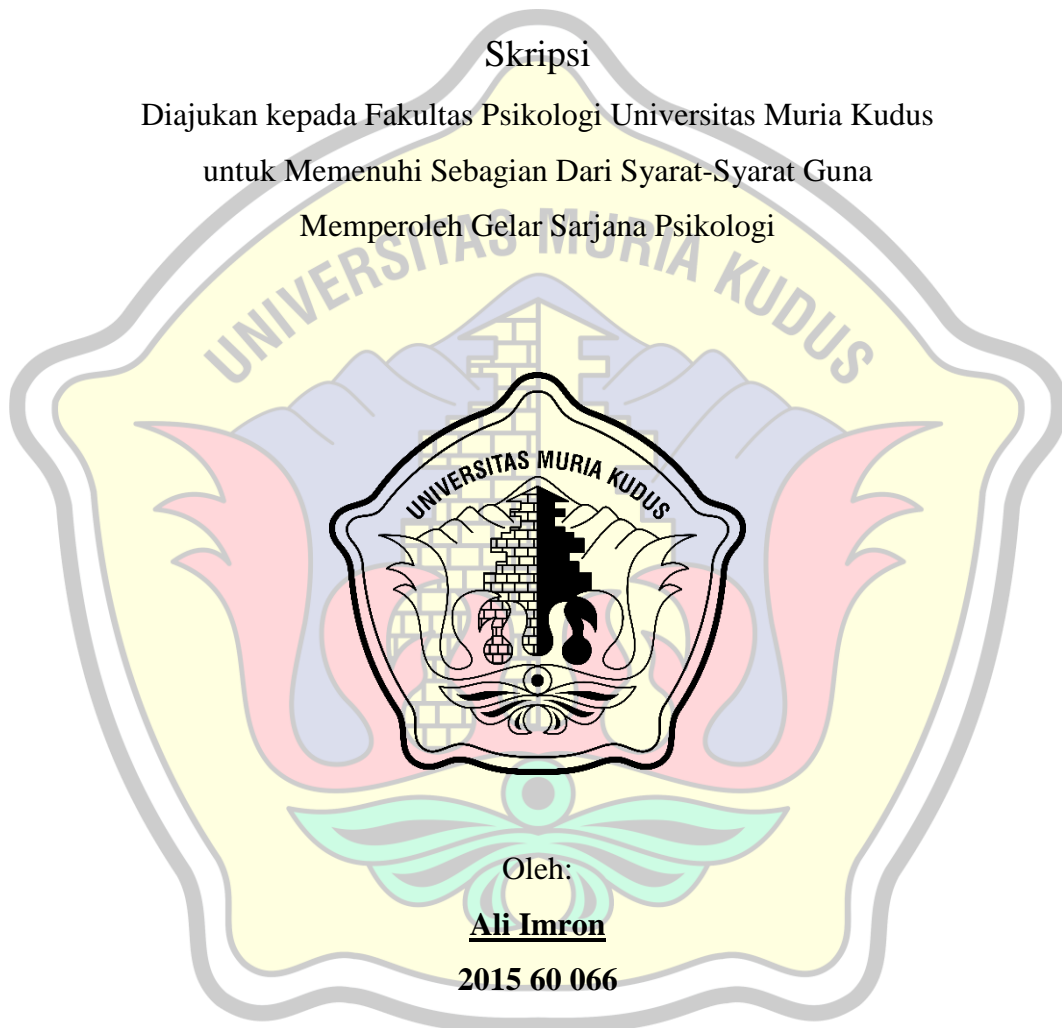 Skripsi
Diajukan kepada Fakultas Psikologi Universitas Muria Kudus
untuk Memenuhi Sebagian Dari Syarat-Syarat Guna
Memperoleh Gelar Sarjana Psikologi
UNIVERSITAS MURIA KUDUS
UNIVERSITAS MURIA KUDUS
Oleh:
Ali Imron
2015 60 066